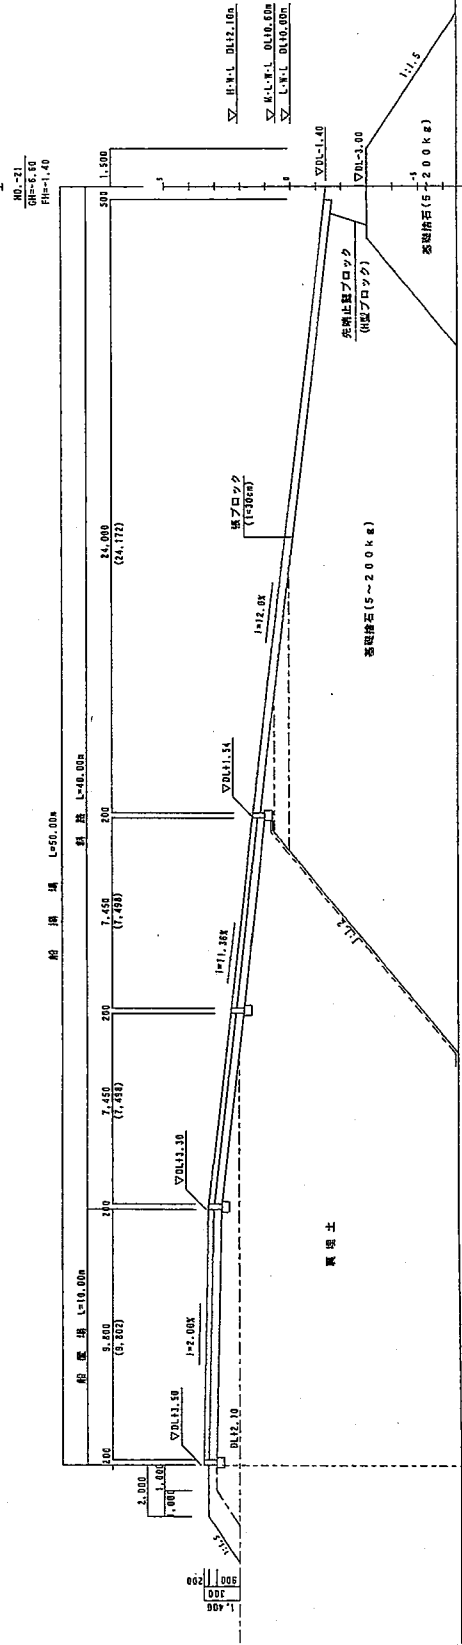 NO.-21
GH=-6.60
FH=-1.40
船揚場 L=50.00m
船置場 L=10.00m
斜路 L=40.00m
200
9,800
(9,802)
200
7,450
(7,498)
200
7,450
(7,498)
200
24,000
(24,172)
500
1,500
2,000
1,000
1,000
▽DL+3.50
i=2.00%
▽DL+3.30
i=11.36%
▽DL+1.54
i=12.0%
張ブロック
(t=30cm)
▽ H・W・L DL+2.10m
▽ M・L・W・L DL+0.60m
▽ L・W・L DL±0.00m
5
0
-5
▽DL-1.40
▽DL-3.00
1:1.5
先端止壁ブロック
(H型ブロック)
基礎捨石(5~200kg)
基礎捨石(5~200kg)
1:1.2
裏埋土
DL+2.10
1:1.5
200
900
300
1,400